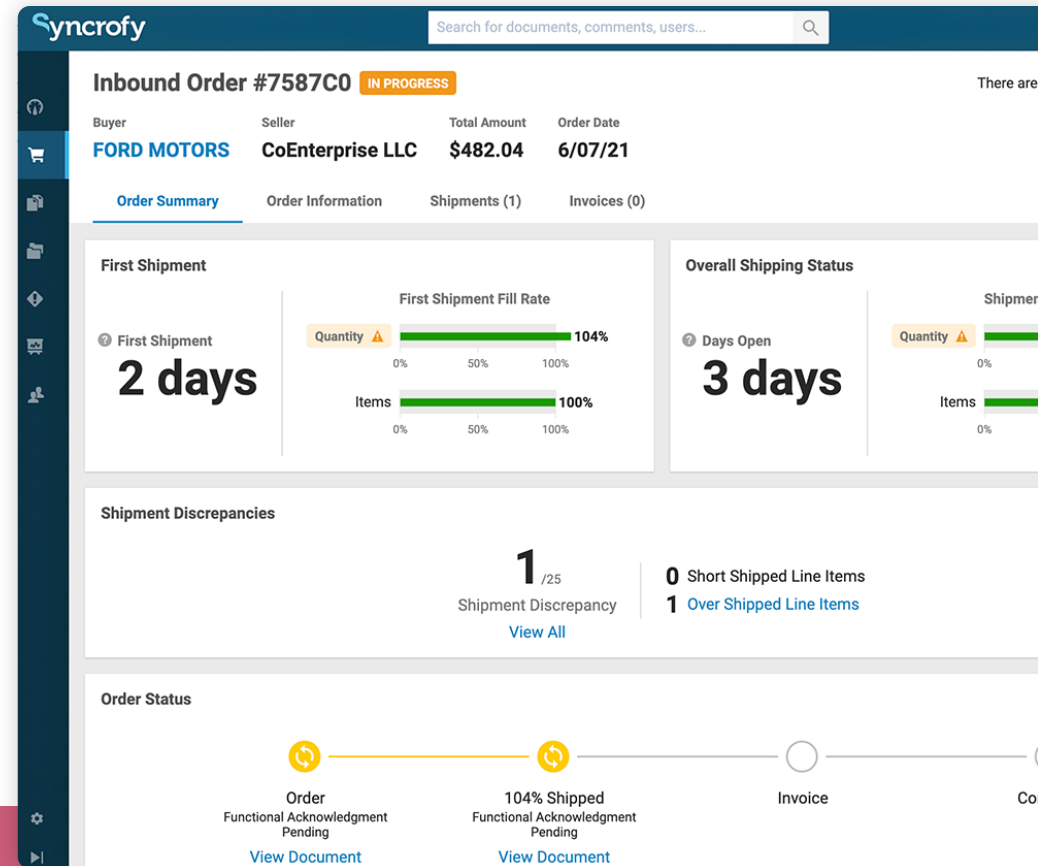 Syncrofy
Search for documents, comments, users...
Inbound Order #7587C0 IN PROGRESS
There are
Buyer Seller Total Amount Order Date
FORD MOTORS CoEnterprise LLC $482.04 6/07/21
Order Summary Order Information Shipments (1) Invoices (0)
First Shipment
First Shipment Fill Rate
First Shipment
2 days
Quantity 104%
0% 50% 100%
Items 100%
0% 50% 100%
Overall Shipping Status
Shipmen
Days Open
3 days
Quantity
0%
Items
0%
Shipment Discrepancies
1 /25
Shipment Discrepancy
View All
0 Short Shipped Line Items
1 Over Shipped Line Items
Order Status
Order
Functional Acknowledgment
Pending
View Document
104% Shipped
Functional Acknowledgment
Pending
View Document
Invoice
Co